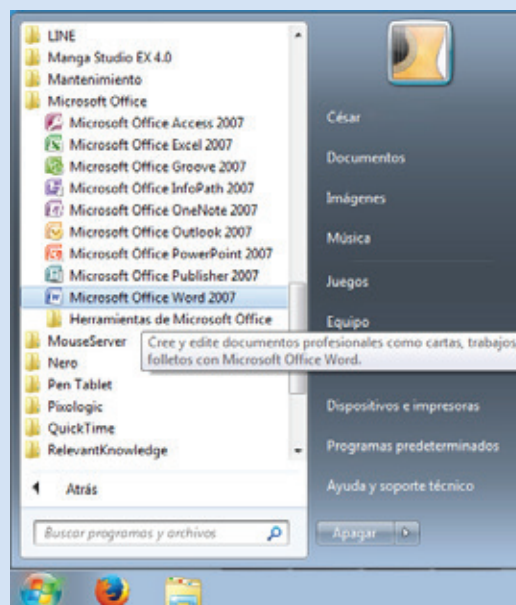 LINE
Manga Studio EX 4.0
Mantenimiento
Microsoft Office
Microsoft Office Access 2007
Microsoft Office Excel 2007
Microsoft Office Groove 2007
Microsoft Office InfoPath 2007
Microsoft Office OneNote 2007
Microsoft Office Outlook 2007
Microsoft Office PowerPoint 2007
Microsoft Office Publisher 2007
Microsoft Office Word 2007
Herramientas de Microsoft Office
MouseServer
Nero
Pen Tablet
Pixologic
QuickTime
RelevantKnowledge
Atrás
Buscar programas y archivos
César
Documentos
Imágenes
Música
Juegos
Equipo
Cree y edite documentos profesionales como cartas, trabajos
folletos con Microsoft Office Word.
Dispositivos e impresoras
Programas predeterminados
Ayuda y soporte técnico
Apagar